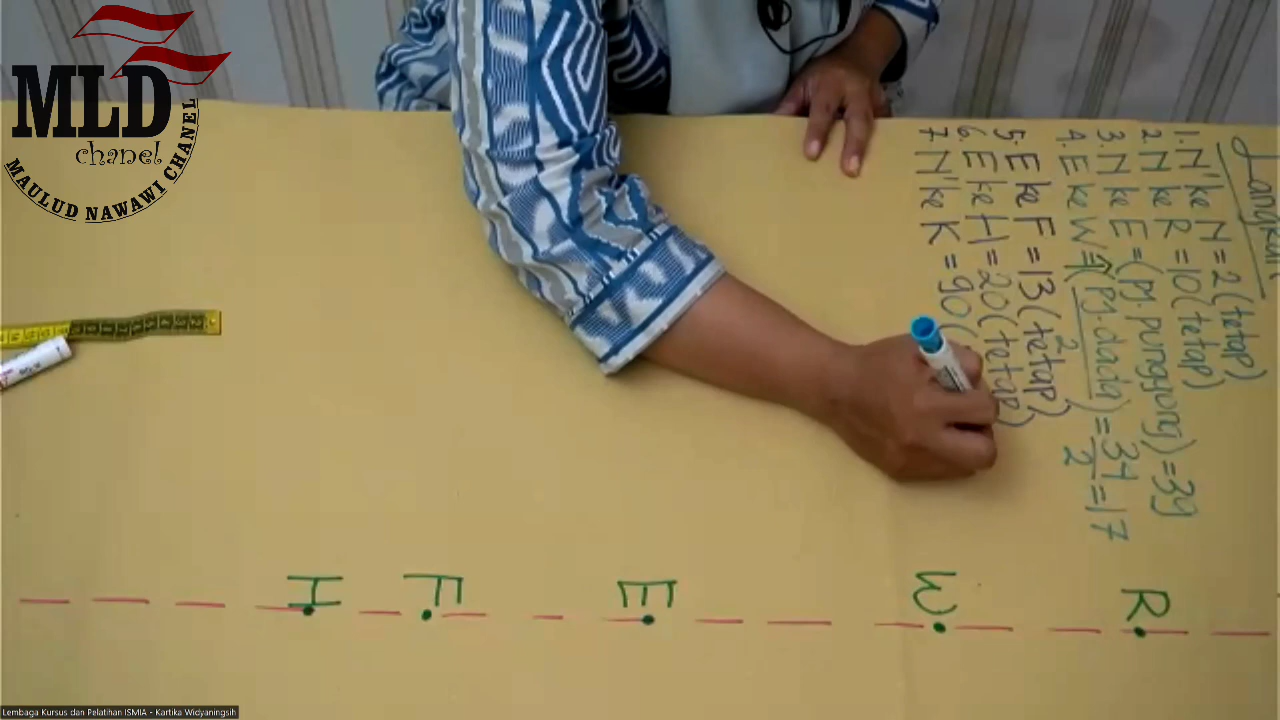 MLD
chanel
MAULUD NAWAWI CHANEL
1. N' ke N = 2 (tetap)
2. N ke R = 10 (tetap)
3. N ke E = (pj. punggung) = 39
4. E ke W = (pj. dada / 2) = 34 / 2 = 17
5. E ke F = 13 (tetap)
6. E ke H = 20 (tetap)
7. N' ke K = 90 (
H F E W R
Lembaga Kursus dan Pelatihan ISMIA - Kartika Widyaningsih